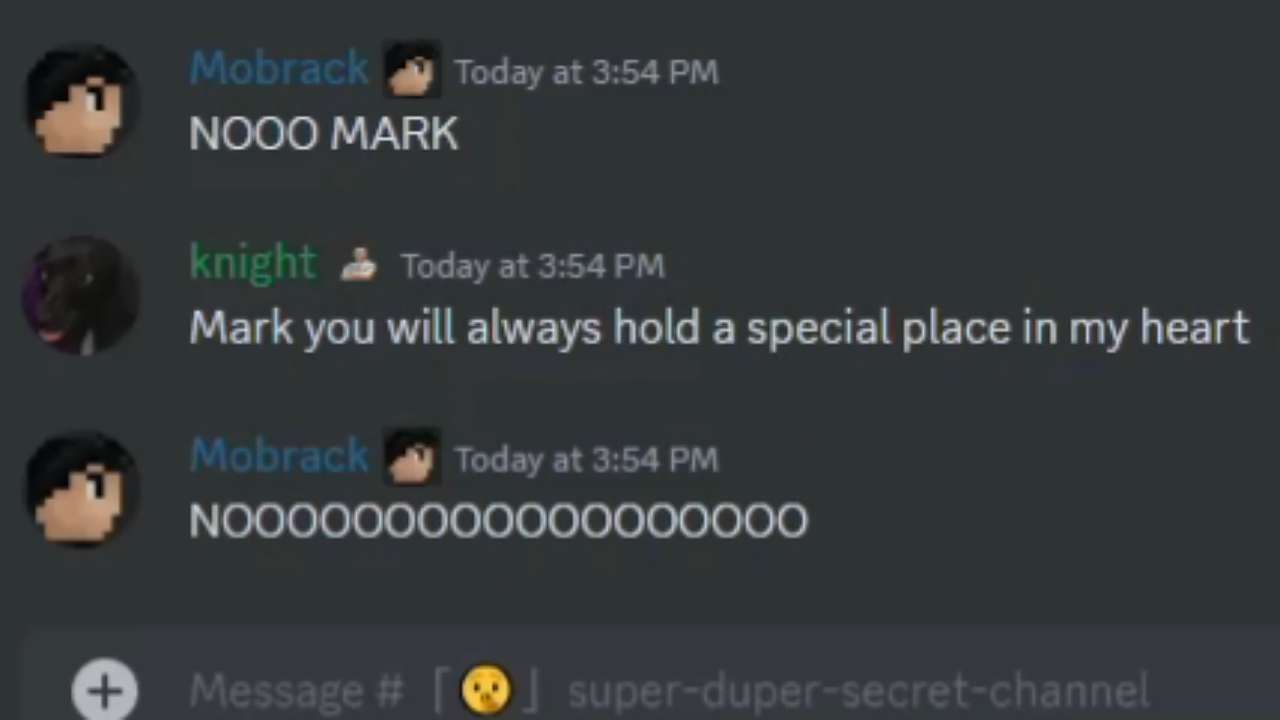 Mobrack Today at 3:54 PM
NOOO MARK
knight Today at 3:54 PM
Mark you will always hold a special place in my heart
Mobrack Today at 3:54 PM
NOOOOOOOOOOOOOOOOOO
Message # ｢🤫｣ super-duper-secret-channel